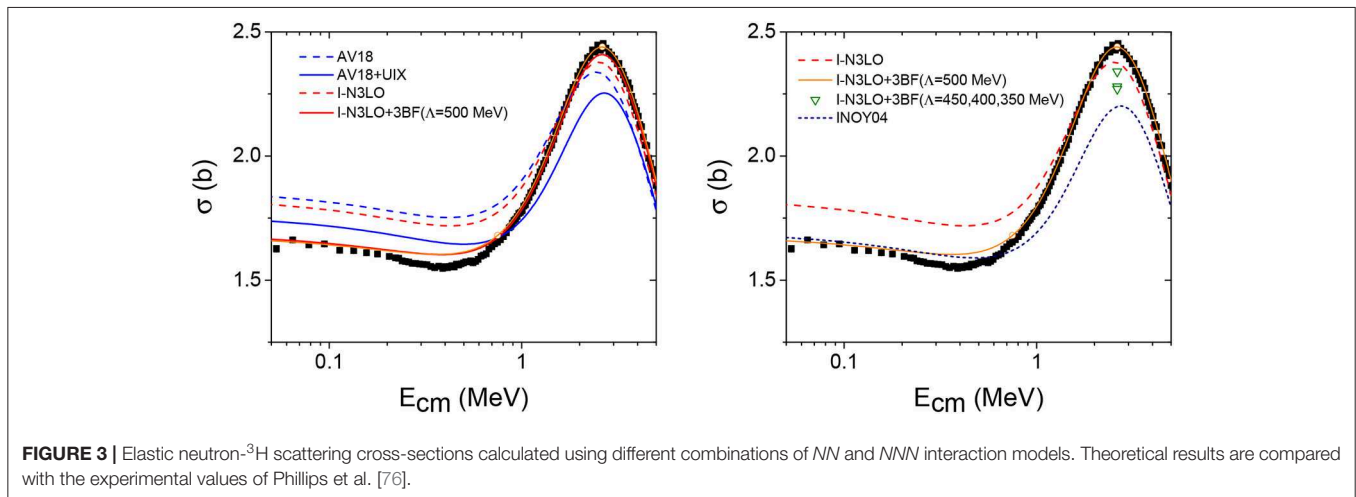 2.5
2.0
1.5
σ (b)
AV18
AV18+UIX
I-N3LO
I-N3LO+3BF(Λ=500 MeV)
0.1
1
Ecm (MeV)
2.5
2.0
1.5
σ (b)
I-N3LO
I-N3LO+3BF(Λ=500 MeV)
I-N3LO+3BF(Λ=450,400,350 MeV)
INOY04
0.1
1
Ecm (MeV)
FIGURE 3 | Elastic neutron-³H scattering cross-sections calculated using different combinations of NN and NNN interaction models. Theoretical results are compared
with the experimental values of Phillips et al. [76].